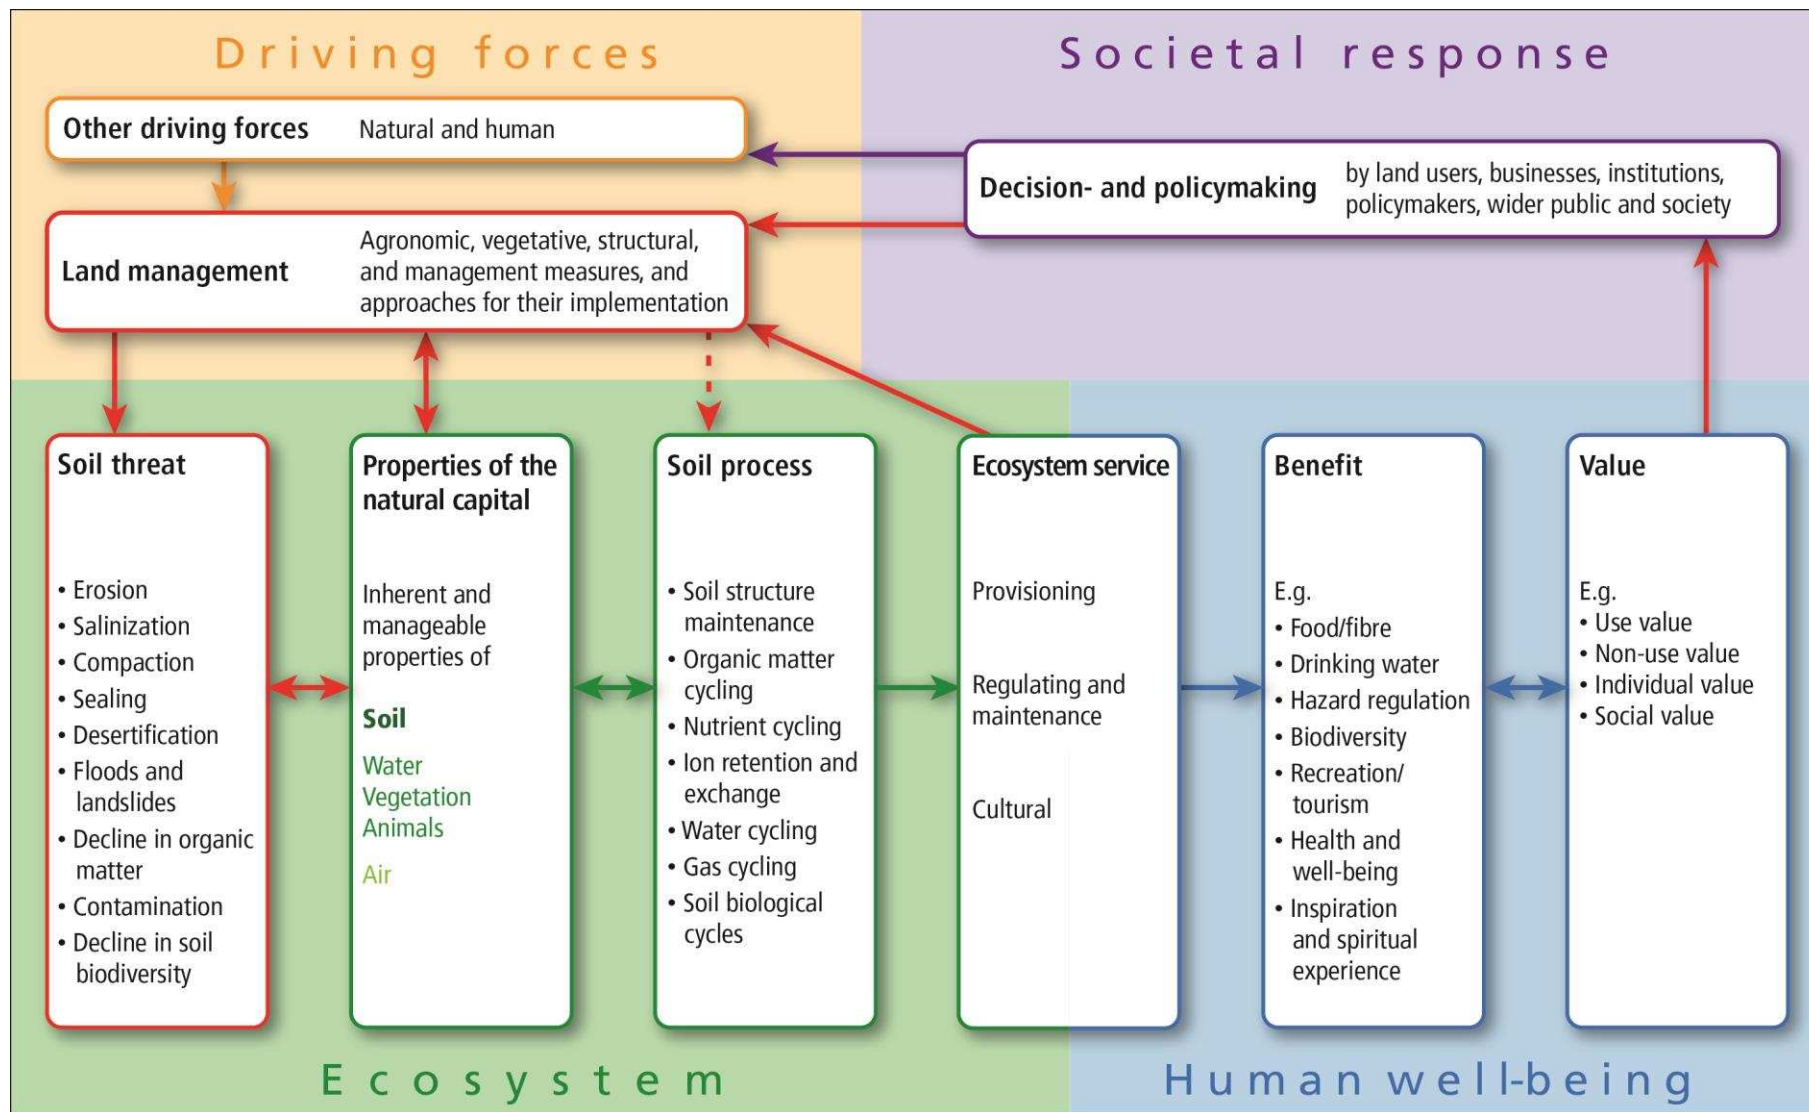 Driving forces
Societal response
Other driving forces
Natural and human
Decision- and policymaking
by land users, businesses, institutions,
policymakers, wider public and society
Land management
Agronomic, vegetative, structural,
and management measures, and
approaches for their implementation
Soil threat
• Erosion
• Salinization
• Compaction
• Sealing
• Desertification
• Floods and
landslides
• Decline in organic
matter
• Contamination
• Decline in soil
biodiversity
Properties of the
natural capital
Inherent and
manageable
properties of
Soil
Water
Vegetation
Animals
Air
Soil process
• Soil structure
maintenance
• Organic matter
cycling
• Nutrient cycling
• Ion retention and
exchange
• Water cycling
• Gas cycling
• Soil biological
cycles
Ecosystem service
Provisioning
Regulating and
maintenance
Cultural
Benefit
E.g.
• Food/fibre
• Drinking water
• Hazard regulation
• Biodiversity
• Recreation/
tourism
• Health and
well-being
• Inspiration
and spiritual
experience
Value
E.g.
• Use value
• Non-use value
• Individual value
• Social value
Ecosystem
Human well-being